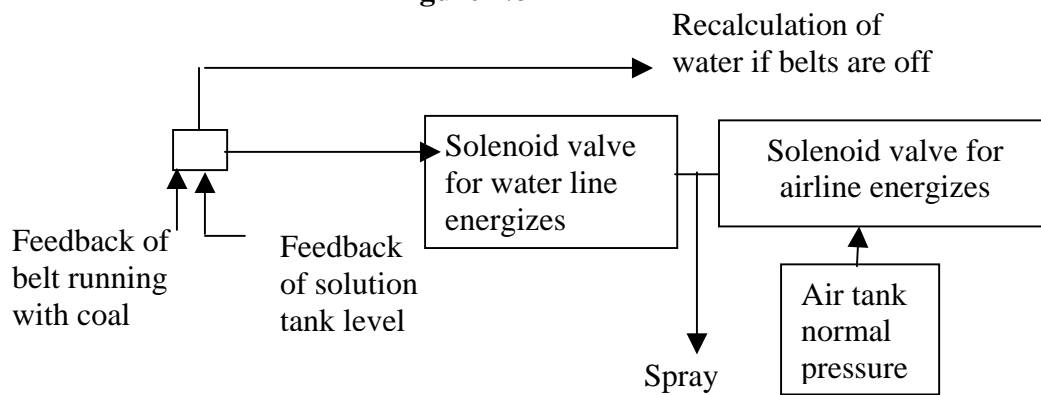 Recalculation of
water if belts are off
Solenoid valve
for water line
energizes
Solenoid valve for
airline energizes
Feedback of
belt running
with coal
Feedback
of solution
tank level
Air tank
normal
pressure
Spray